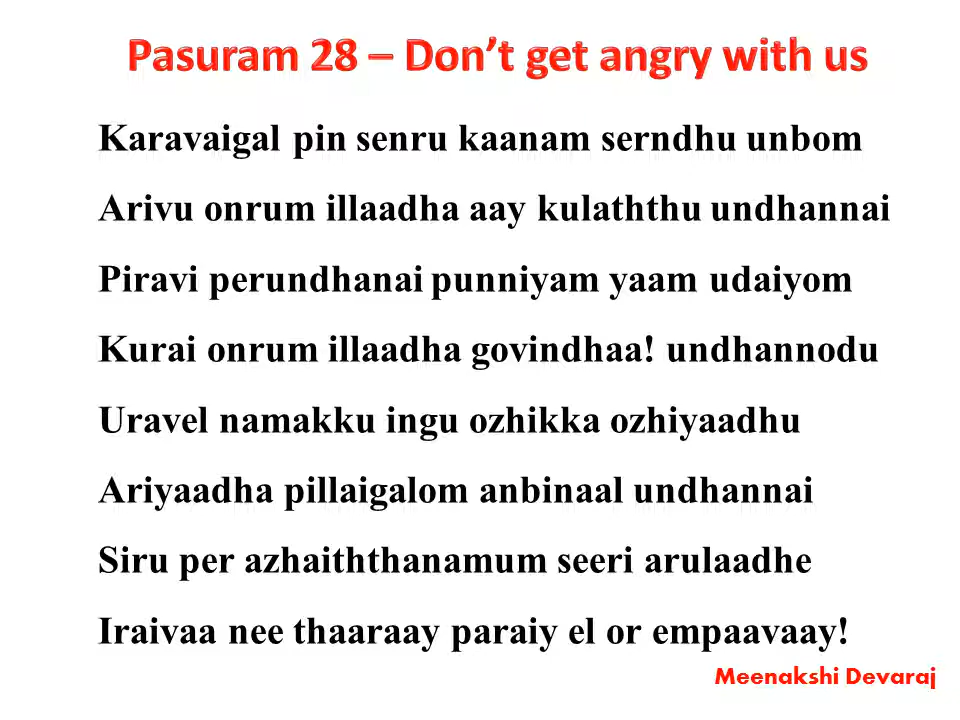 Pasuram 28 – Don’t get angry with us
Karavaigal pin senru kaanam serndhu unbom
Arivu onrum illaadha aay kulaththu undhannai
Piravi perundhanai punniyam yaam udaiyom
Kurai onrum illaadha govindhaa! undhannodu
Uravel namakku ingu ozhikka ozhiyaadhu
Ariyaadha pillaigalom anbinaal undhannai
Siru per azhaiththanamum seeri arulaadhe
Iraivaa nee thaaraay paraiy el or empaavaay!
Meenakshi Devaraj